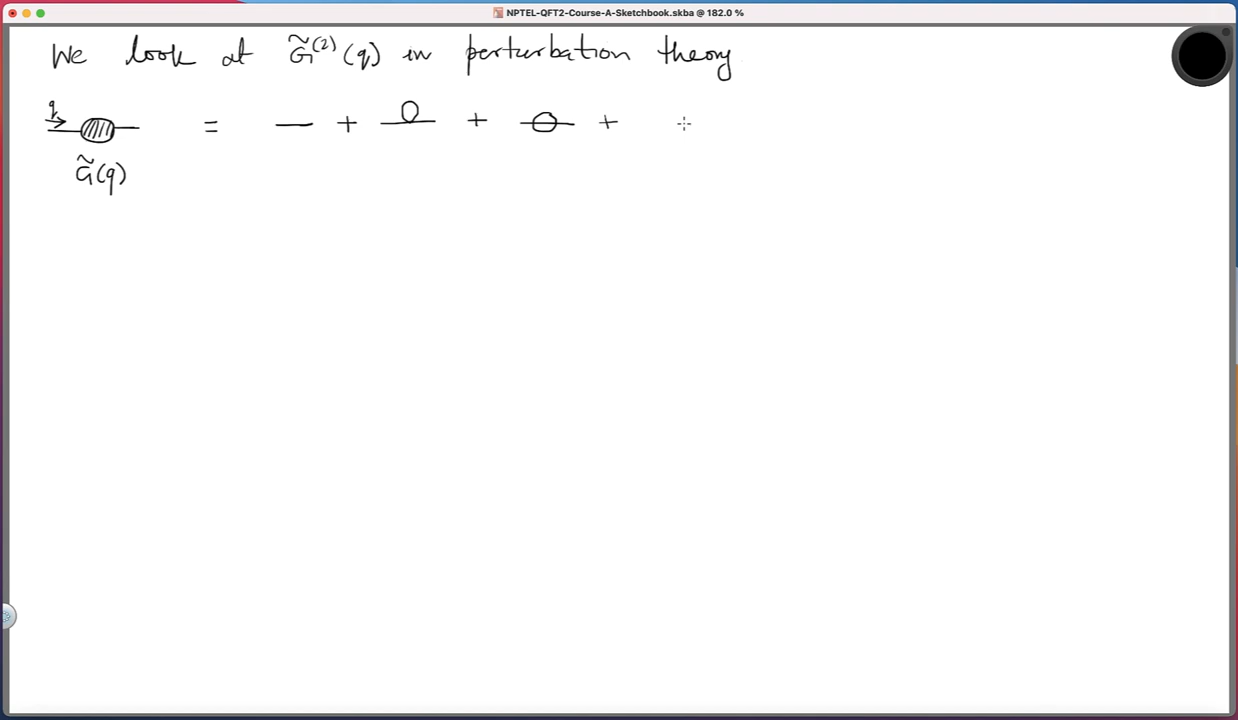 NPTEL-QFT2-Course-A-Sketchbook.skba @ 182.0 %
We look at G̃⁽²⁾(q) in perturbation theory
q
= + + +
G̃(q)